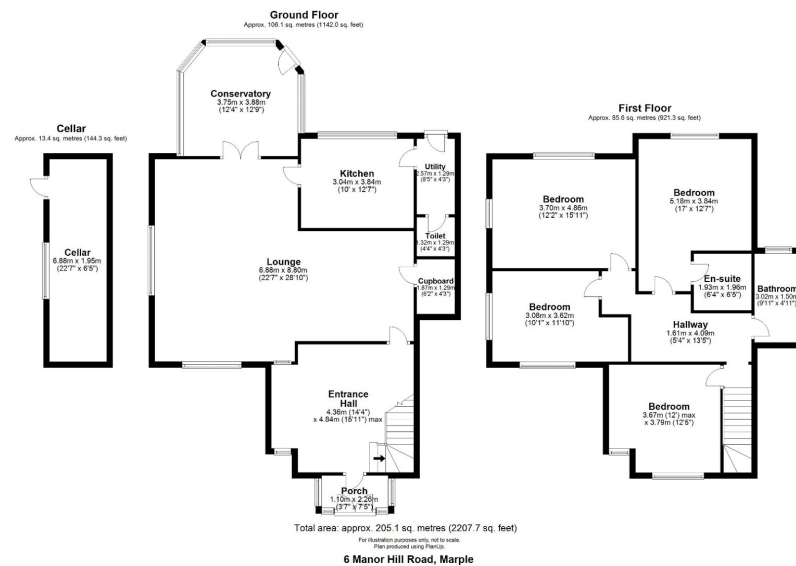 Ground Floor
Approx. 106.1 sq. metres (1142.0 sq. feet)
Conservatory
3.75m x 3.88m
(12'4" x 12'9")
Cellar
Approx. 13.4 sq. metres (144.3 sq. feet)
Cellar
6.88m x 1.95m
(22'7" x 6'5")
Kitchen
3.04m x 3.84m
(10' x 12'7")
Utility
2.57m x 1.29m
(8'5" x 4'3")
Toilet
1.32m x 1.29m
(4'4" x 4'3")
Lounge
6.88m x 8.80m
(22'7" x 28'10")
Cupboard
1.87m x 1.29m
(6'2" x 4'3")
Entrance
Hall
4.36m (14'4")
x 4.84m (15'11") max
Porch
1.10m x 2.26m
(3'7" x 7'5")
First Floor
Approx. 85.6 sq. metres (921.3 sq. feet)
Bedroom
3.70m x 4.86m
(12'2" x 15'11")
Bedroom
5.18m x 3.84m
(17' x 12'7")
En-suite
1.93m x 1.96m
(6'4" x 6'5")
Bathroom
3.02m x 1.50m
(9'11" x 4'11")
Bedroom
3.08m x 3.62m
(10'1" x 11'10")
Hallway
1.61m x 4.09m
(5'4" x 13'5")
Bedroom
3.67m (12') max
x 3.79m (12'5")
Total area: approx. 205.1 sq. metres (2207.7 sq. feet)
For illustration purposes only, not to scale.
Plan produced using PlanUp.
6 Manor Hill Road, Marple